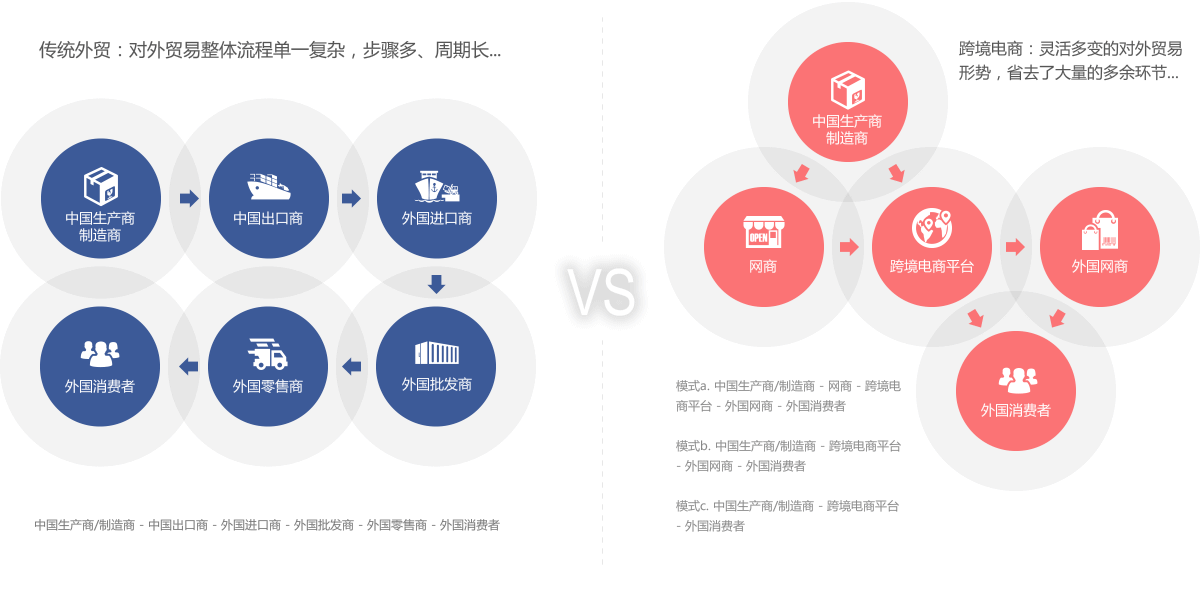 传统外贸：对外贸易整体流程单一复杂，步骤多、周期长...
中国生产商
制造商
中国出口商
外国进口商
外国消费者
外国零售商
外国批发商
中国生产商/制造商 - 中国出口商 - 外国进口商 - 外国批发商 - 外国零售商 - 外国消费者
VS
跨境电商：灵活多变的对外贸易
形势，省去了大量的多余环节...
中国生产商
制造商
OPEN
网商
跨境电商平台
外国网商
外国消费者
模式a. 中国生产商/制造商 - 网商 - 跨境电
商平台 - 外国网商 - 外国消费者
模式b. 中国生产商/制造商 - 跨境电商平台
- 外国网商 - 外国消费者
模式c. 中国生产商/制造商 - 跨境电商平台
- 外国消费者